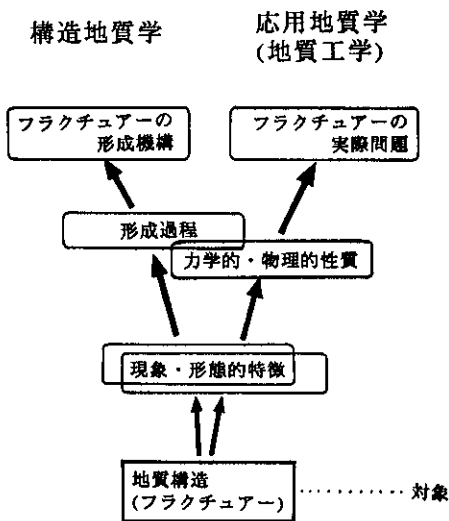 構造地質学
応用地質学
(地質工学)
フラクチュアーの
形成機構
フラクチュアーの
実際問題
形成過程
力学的・物理的性質
現象・形態的特徴
地質構造
(フラクチュアー)
対象